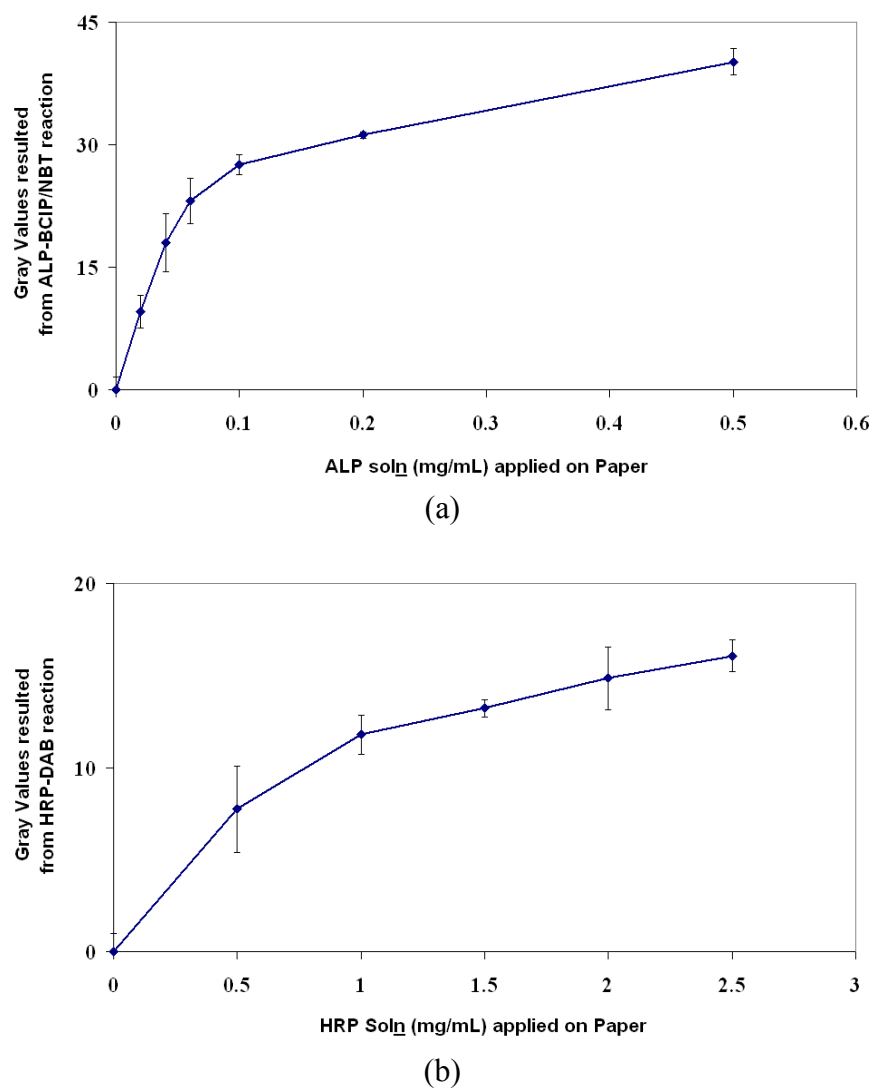 45
30
15
0
Gray Values resulted
from ALP-BCIP/NBT reaction
0 0.1 0.2 0.3 0.4 0.5 0.6
ALP soln (mg/mL) applied on Paper
(a)
20
10
0
Gray Values resulted
from HRP-DAB reaction
0 0.5 1 1.5 2 2.5 3
HRP Soln (mg/mL) applied on Paper
(b)